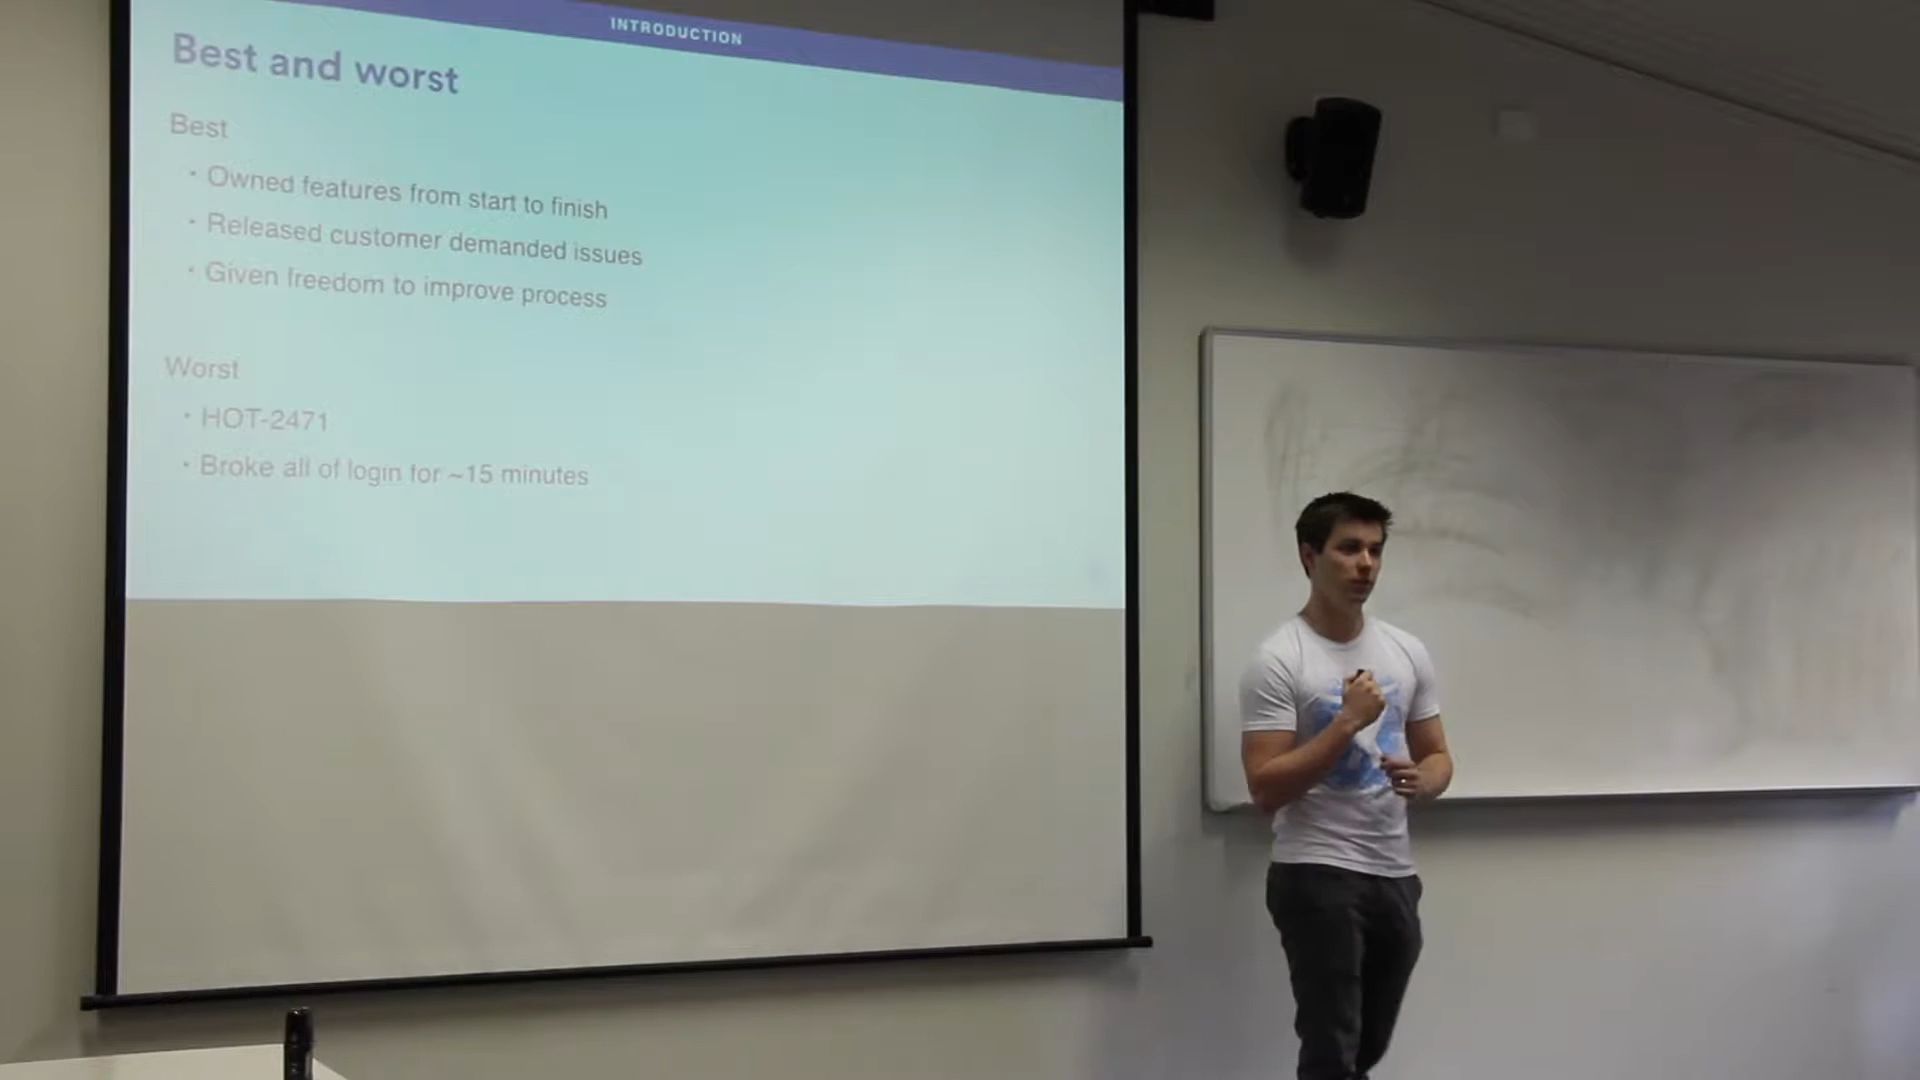 INTRODUCTION
Best and worst
Best
· Owned features from start to finish
· Released customer demanded issues
· Given freedom to improve process
Worst
· HOT-2471
· Broke all of login for ~15 minutes